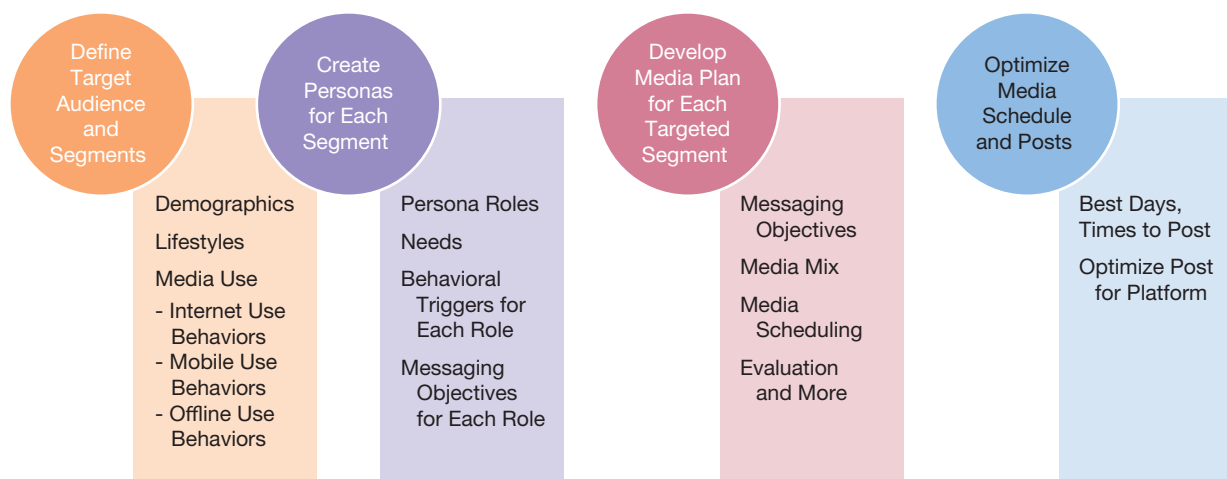 Define
Target
Audience
and
Segments
Demographics
Lifestyles
Media Use
- Internet Use
Behaviors
- Mobile Use
Behaviors
- Offline Use
Behaviors
Create
Personas
for Each
Segment
Persona Roles
Needs
Behavioral
Triggers for
Each Role
Messaging
Objectives
for Each Role
Develop
Media Plan
for Each
Targeted
Segment
Messaging
Objectives
Media Mix
Media
Scheduling
Evaluation
and More
Optimize
Media
Schedule
and Posts
Best Days,
Times to Post
Optimize Post
for Platform